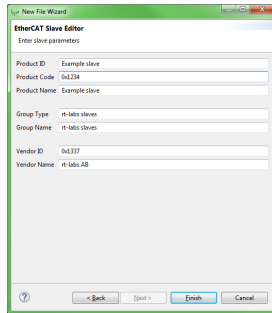 New File Wizard
EtherCAT Slave Editor
Enter slave parameters
Product ID Example slave
Product Code 0x1234
Product Name Example slave
Group Type rt-labs slaves
Group Name rt-labs slaves
Vendor ID 0x1337
Vendor Name rt-labs AB
? < Back Next > Finish Cancel